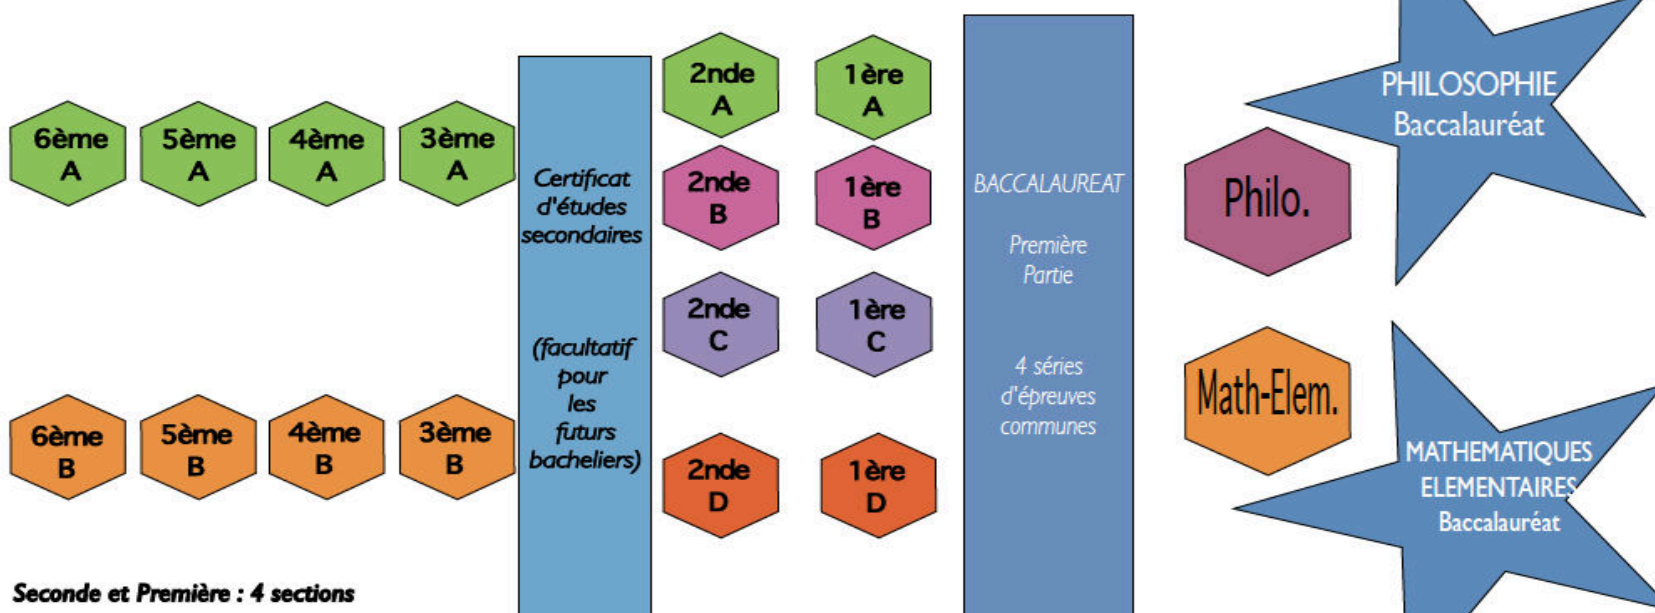 6ème
A
5ème
A
4ème
A
3ème
A
6ème
B
5ème
B
4ème
B
3ème
B
Certificat
d'études
secondaires
(facultatif
pour
les
futurs
bacheliers)
2nde
A
1ère
A
2nde
B
1ère
B
2nde
C
1ère
C
2nde
D
1ère
D
BACCALAUREAT
Première
Partie
4 séries
d'épreuves
communes
Philo.
Math-Elem.
PHILOSOPHIE
Baccalauréat
MATHEMATIQUES
ELEMENTAIRES
Baccalauréat
Seconde et Première : 4 sections